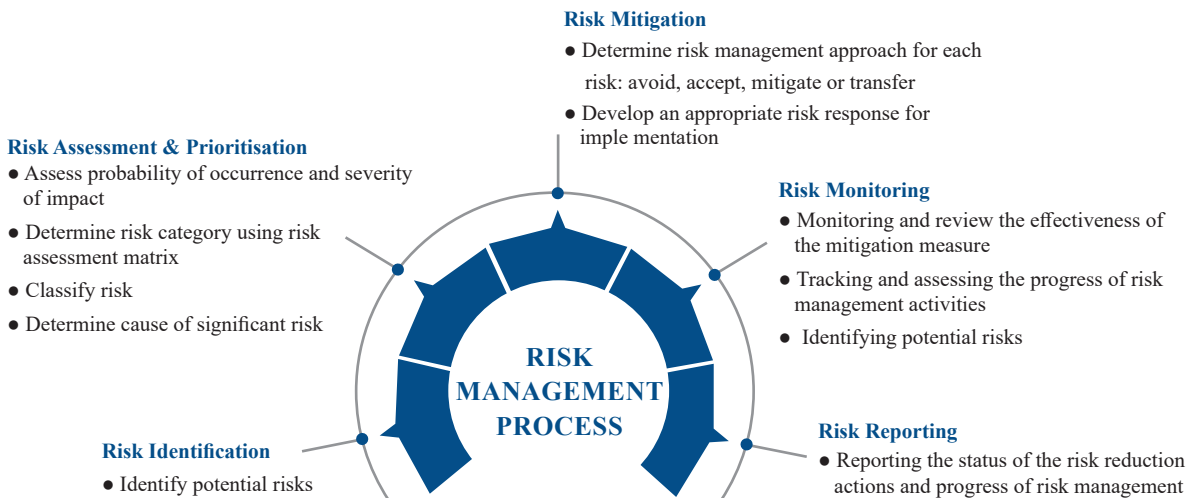 Risk Mitigation
● Determine risk management approach for each
risk: avoid, accept, mitigate or transfer
● Develop an appropriate risk response for
imple mentation
Risk Assessment & Prioritisation
● Assess probability of occurrence and severity
of impact
● Determine risk category using risk
assessment matrix
● Classify risk
● Determine cause of significant risk
Risk Monitoring
● Monitoring and review the effectiveness of
the mitigation measure
● Tracking and assessing the progress of risk
management activities
● Identifying potential risks
RISK
MANAGEMENT
PROCESS
Risk Identification
● Identify potential risks
Risk Reporting
● Reporting the status of the risk reduction
actions and progress of risk management